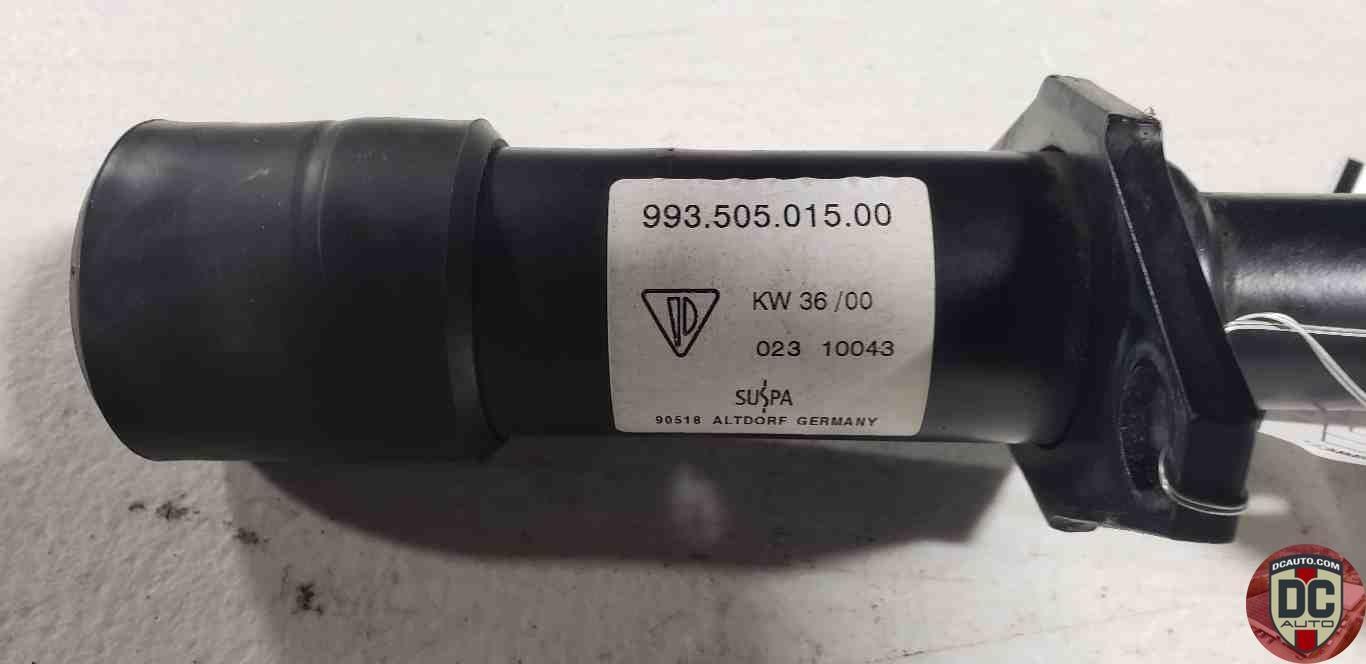 993.505.015.00
KW 36 /00
023 10043
SUSPA
90518 ALTDORF GERMANY
DCAUTO.COM
DC
AUTO